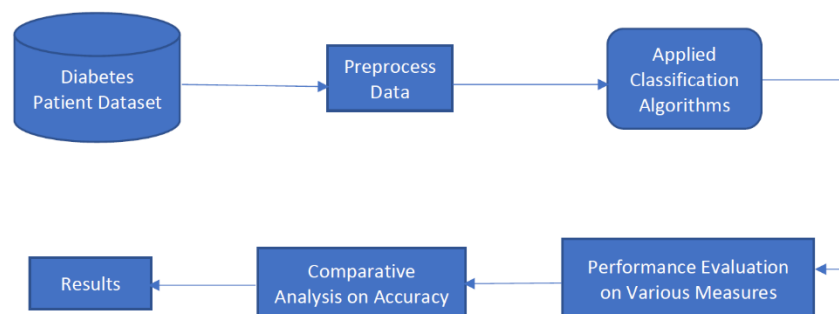 Diabetes
Patient Dataset
Preprocess
Data
Applied
Classification
Algorithms
Performance Evaluation
on Various Measures
Comparative
Analysis on Accuracy
Results